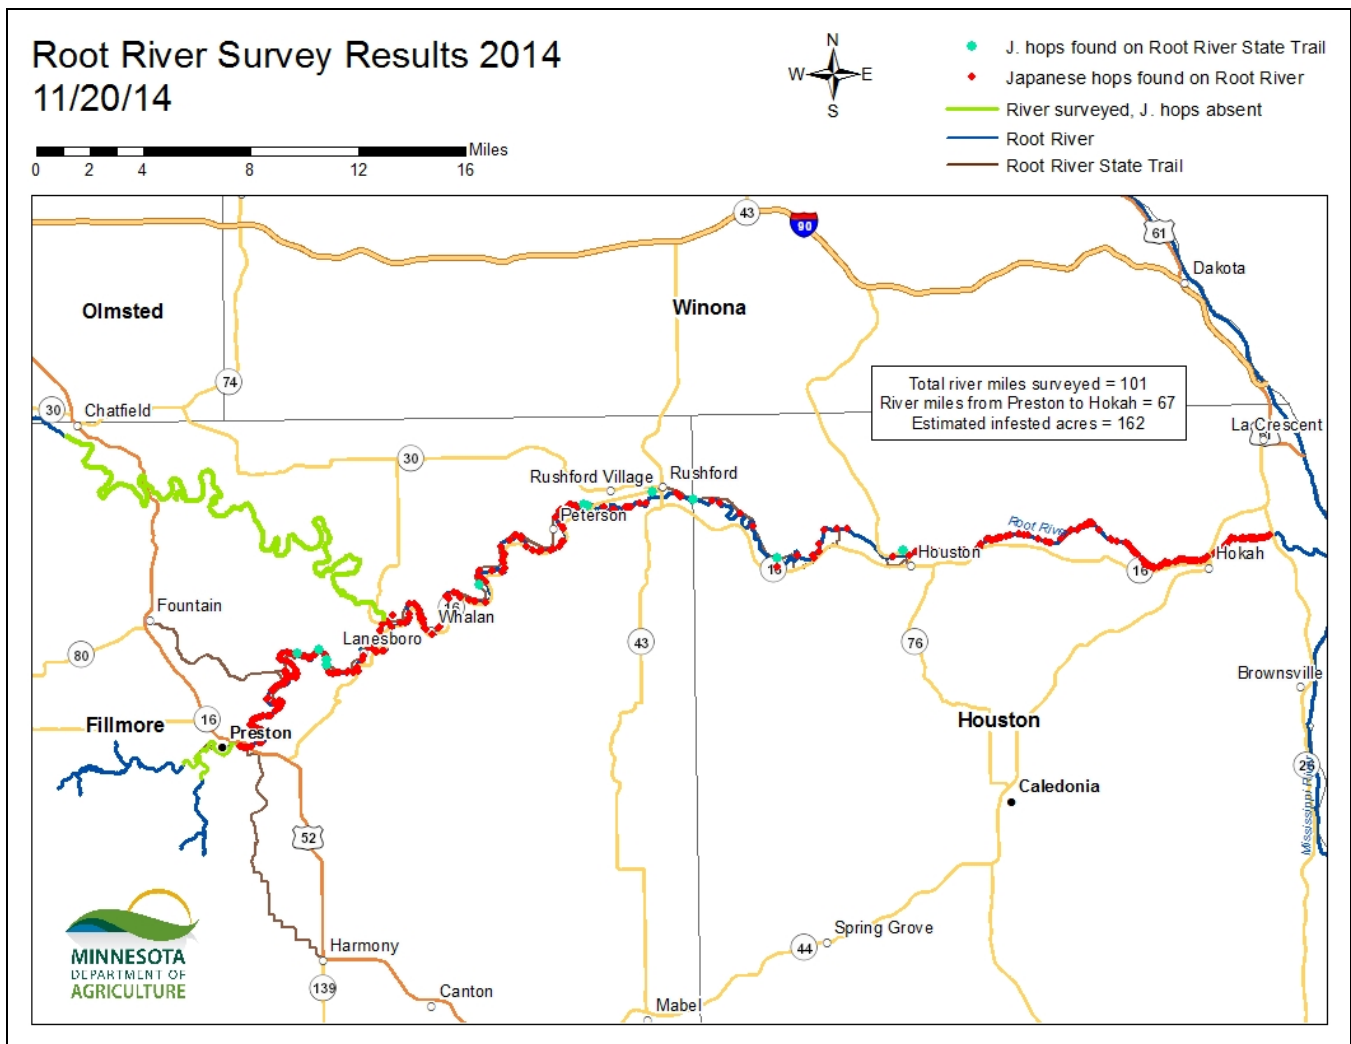 Root River Survey Results 2014
11/20/14
N
W E
S
J. hops found on Root River State Trail
Japanese hops found on Root River
River surveyed, J. hops absent
Root River
Root River State Trail
Miles
0 2 4 8 12 16
43
90
61
Dakota
Olmsted
Winona
74
Total river miles surveyed = 101
River miles from Preston to Hokah = 67
Estimated infested acres = 162
30
Chatfield
La Crescent
30
Rushford Village
Rushford
Peterson
Root River
Houston
16
16
Hokah
Fountain
16
Whalan
Lanesboro
80
43
76
Brownsville
16
Fillmore
Preston
Houston
26
Caledonia
Mississippi River
52
Spring Grove
44
Harmony
139
Canton
Mabel
MINNESOTA
DEPARTMENT OF
AGRICULTURE